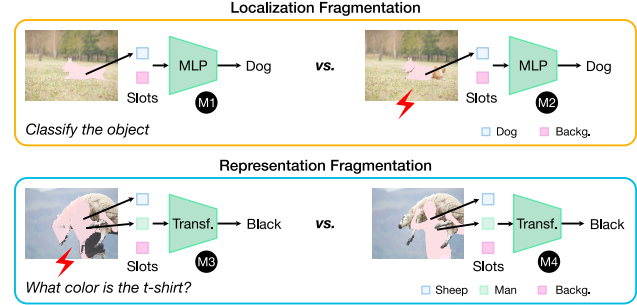 Localization Fragmentation
MLP
Dog
vs.
MLP
Dog
Slots
M1
Slots
M2
Classify the object
Dog
Backg.
Representation Fragmentation
Transf.
Black
vs.
Transf.
Black
Slots
M3
Slots
M4
What color is the t-shirt?
Sheep
Man
Backg.